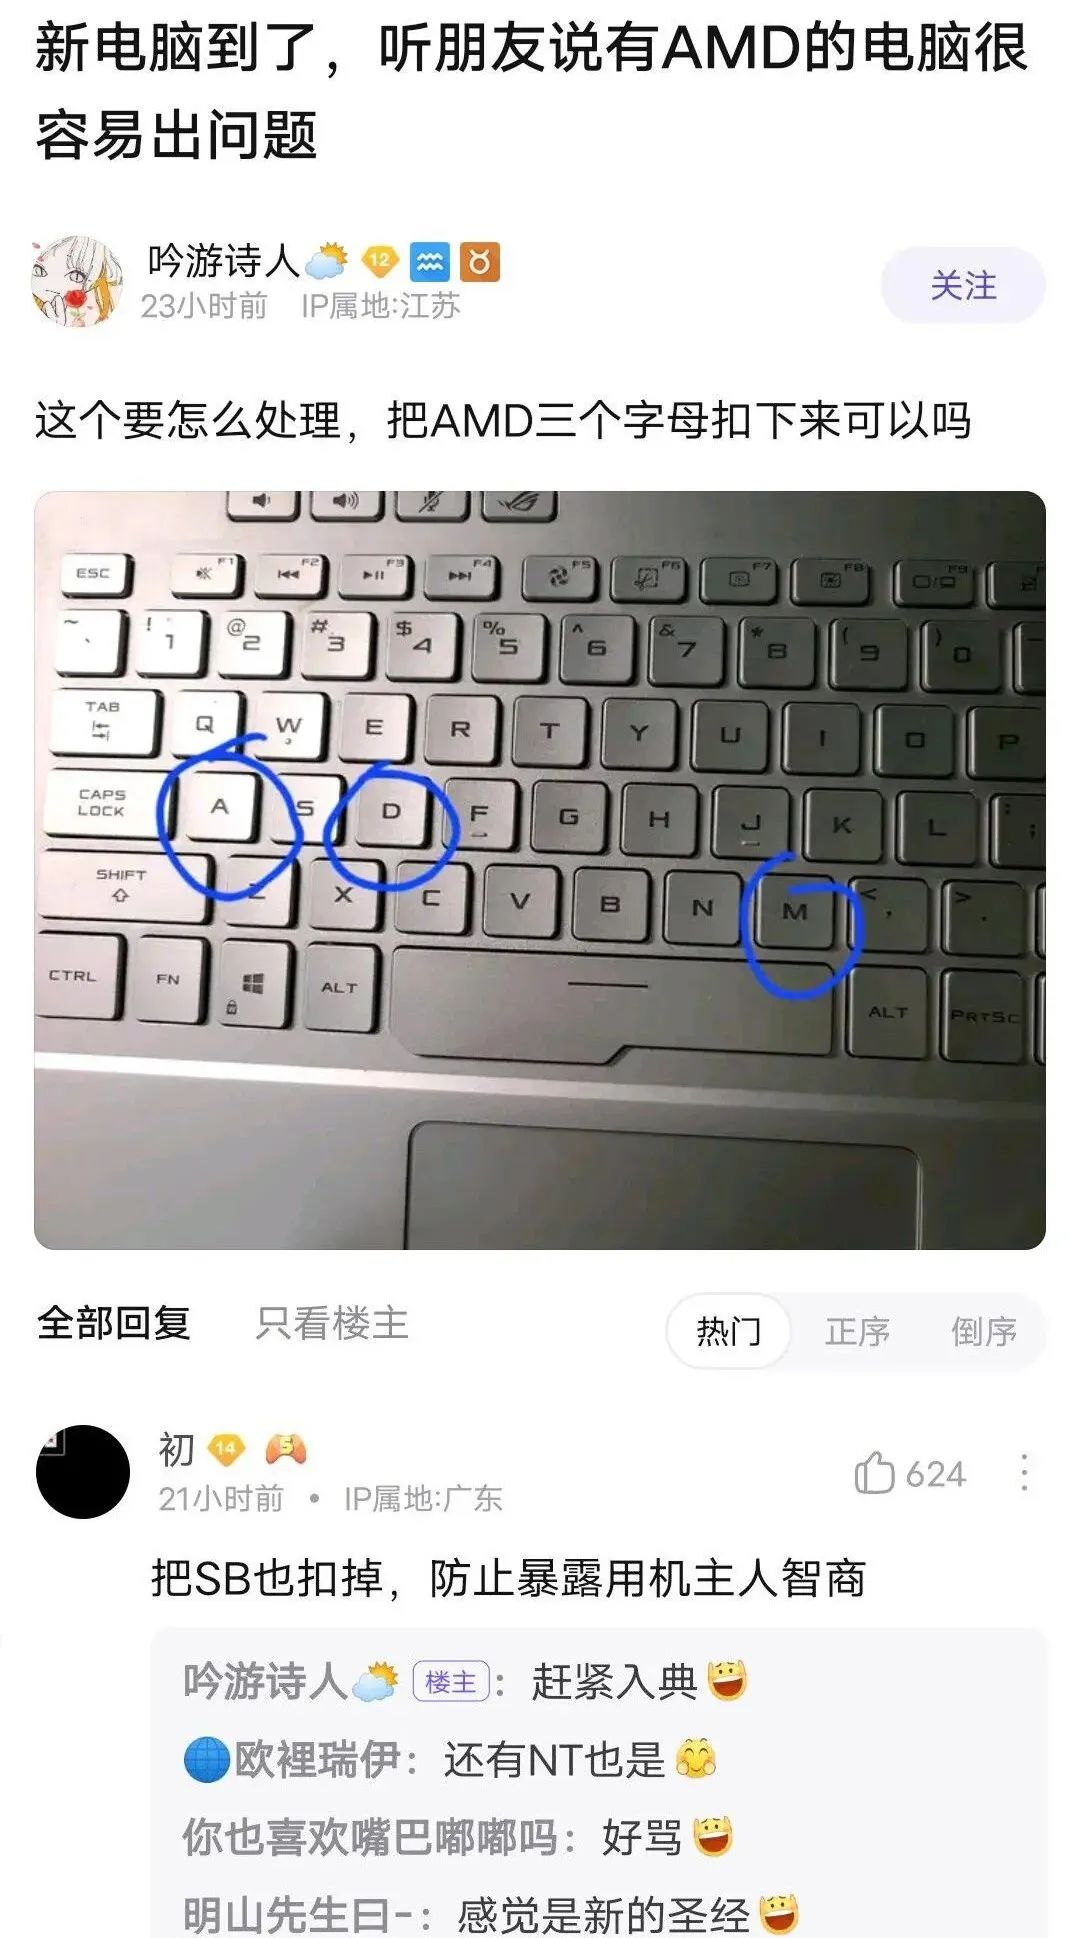 新电脑到了，听朋友说有AMD的电脑很
容易出问题
吟游诗人 12
23小时前 IP属地:江苏
关注
这个要怎么处理，把AMD三个字母扣下来可以吗
ESC F1 F2 F3 F4 F5 F6 F7 F8 F9
~ ` ! 1 @ 2 # 3 $ 4 % 5 ^ 6 & 7 * 8 ( 9 ) 0
TAB Q W E R T Y U I O P
CAPS LOCK A S D F G H J K L : ;
SHIFT Z X C V B N M < , > .
CTRL FN ALT ALT PRTSC
全部回复 只看楼主 热门 正序 倒序
初 14 5
21小时前 • IP属地:广东
624
把SB也扣掉，防止暴露用机主人智商
吟游诗人 楼主：赶紧入典
欧裡瑞伊：还有NT也是
你也喜欢嘴巴嘟嘟吗：好骂
明山先生曰-：感觉是新的圣经